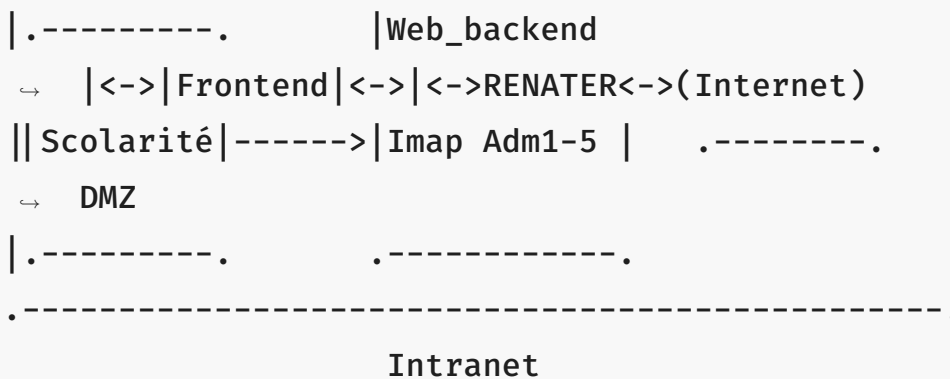 |.---------.      |Web_backend
↪  |<->|Frontend|<->|<->RENATER<->(Internet)
||Scolarité|------>|Imap Adm1-5 |   .--------.
↪  DMZ
|.---------.      .------------.
.------------------------------------------------
Intranet